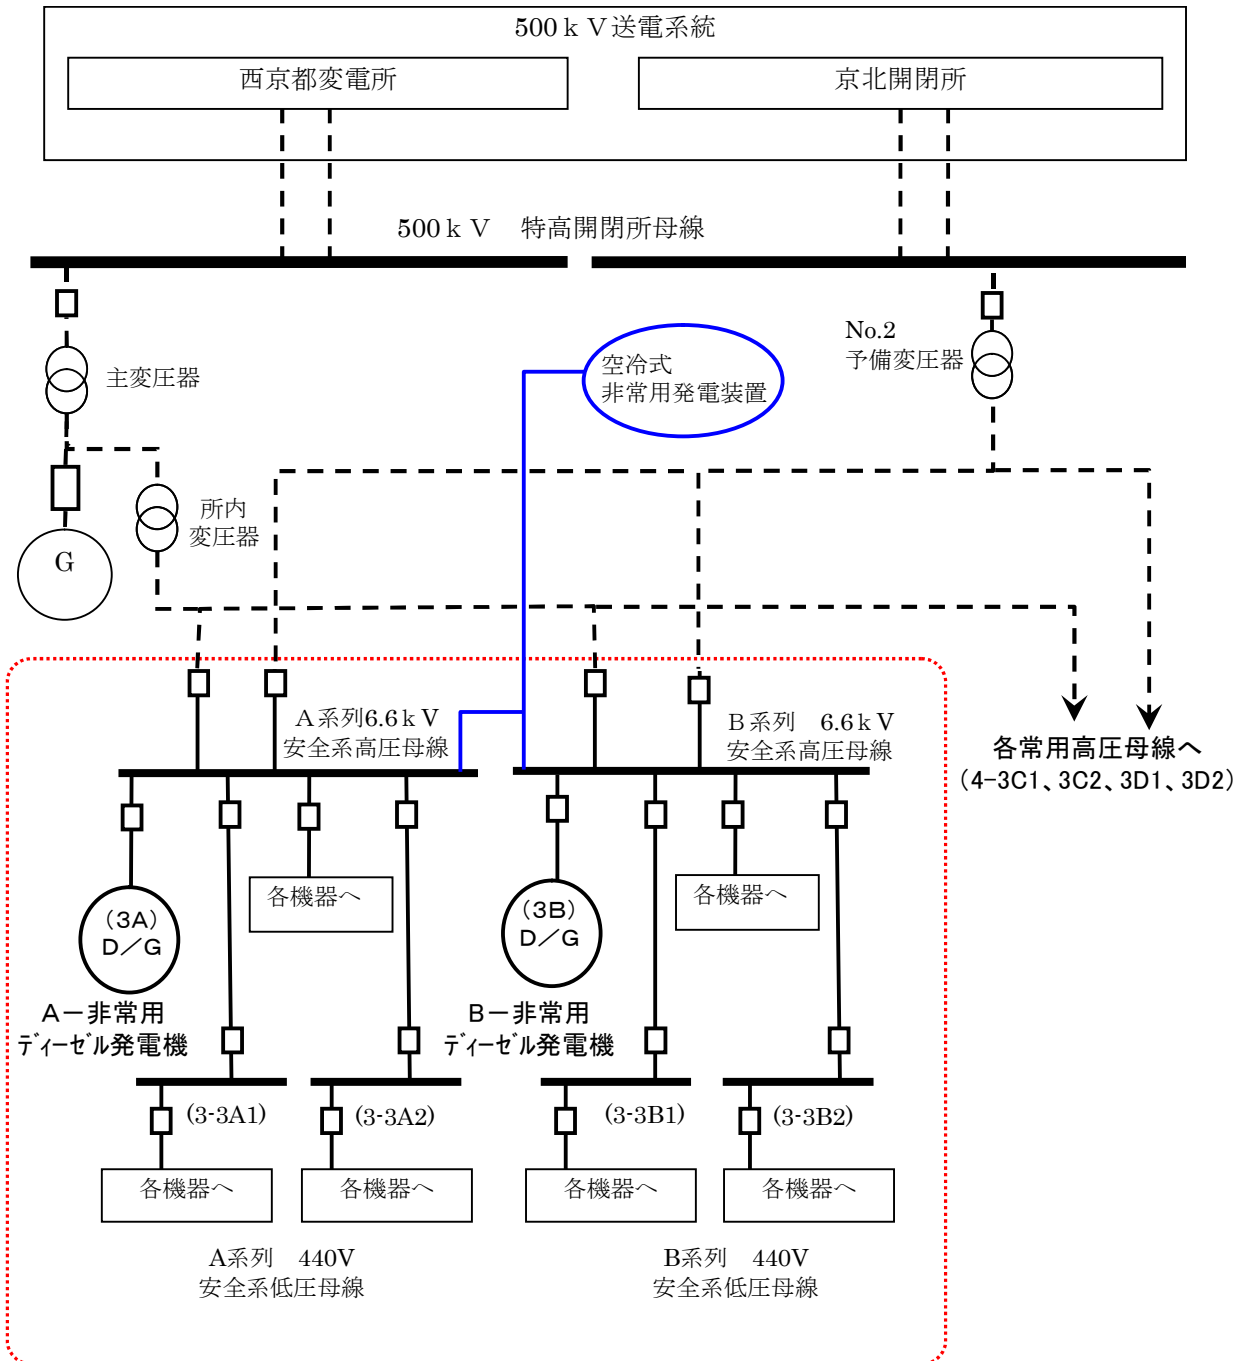 500ｋＶ送電系統
西京都変電所
京北開閉所
500ｋＶ　特高開閉所母線
主変圧器
空冷式
非常用発電装置
No.2
予備変圧器
所内
変圧器
G
Ａ系列6.6ｋＶ
安全系高圧母線
Ｂ系列　6.6ｋＶ
安全系高圧母線
各常用高圧母線へ
（4−3C1、3C2、3D1、3D2）
（3A）
D／G
各機器へ
（3B）
D／G
各機器へ
A－非常用
ディーゼル発電機
B－非常用
ディーゼル発電機
(3-3A1)
(3-3A2)
(3-3B1)
(3-3B2)
各機器へ
各機器へ
各機器へ
各機器へ
A系列　440V
安全系低圧母線
B系列　440V
安全系低圧母線